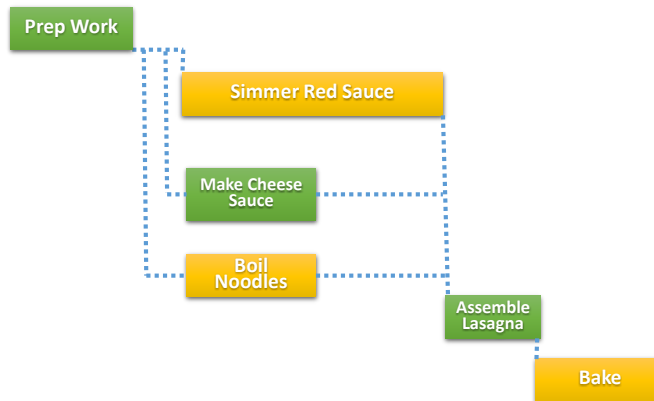 Prep Work
Simmer Red Sauce
Make Cheese
Sauce
Boil
Noodles
Assemble
Lasagna
Bake